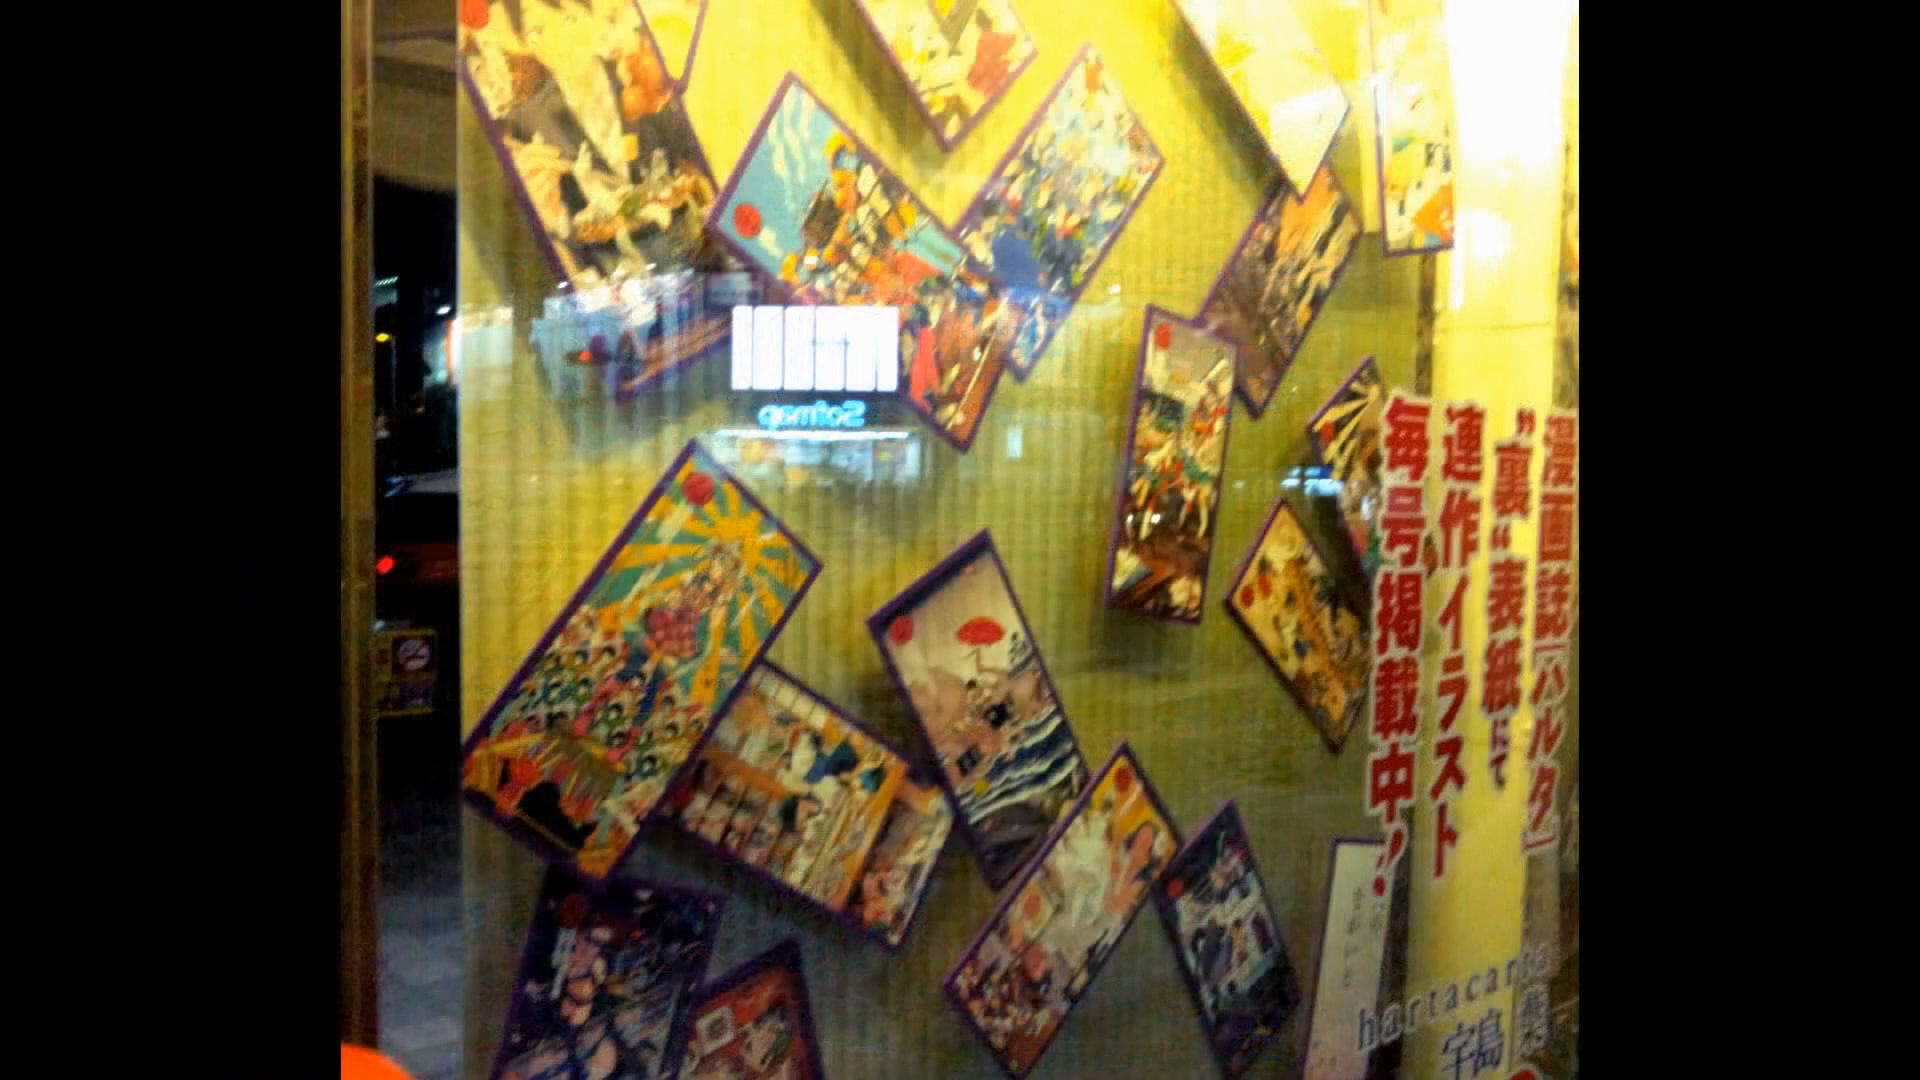 漫画誌「ハルタ」
"裏"表紙にて
連作イラスト
毎号掲載中!
hartacarta
宇島葉
Sofmap